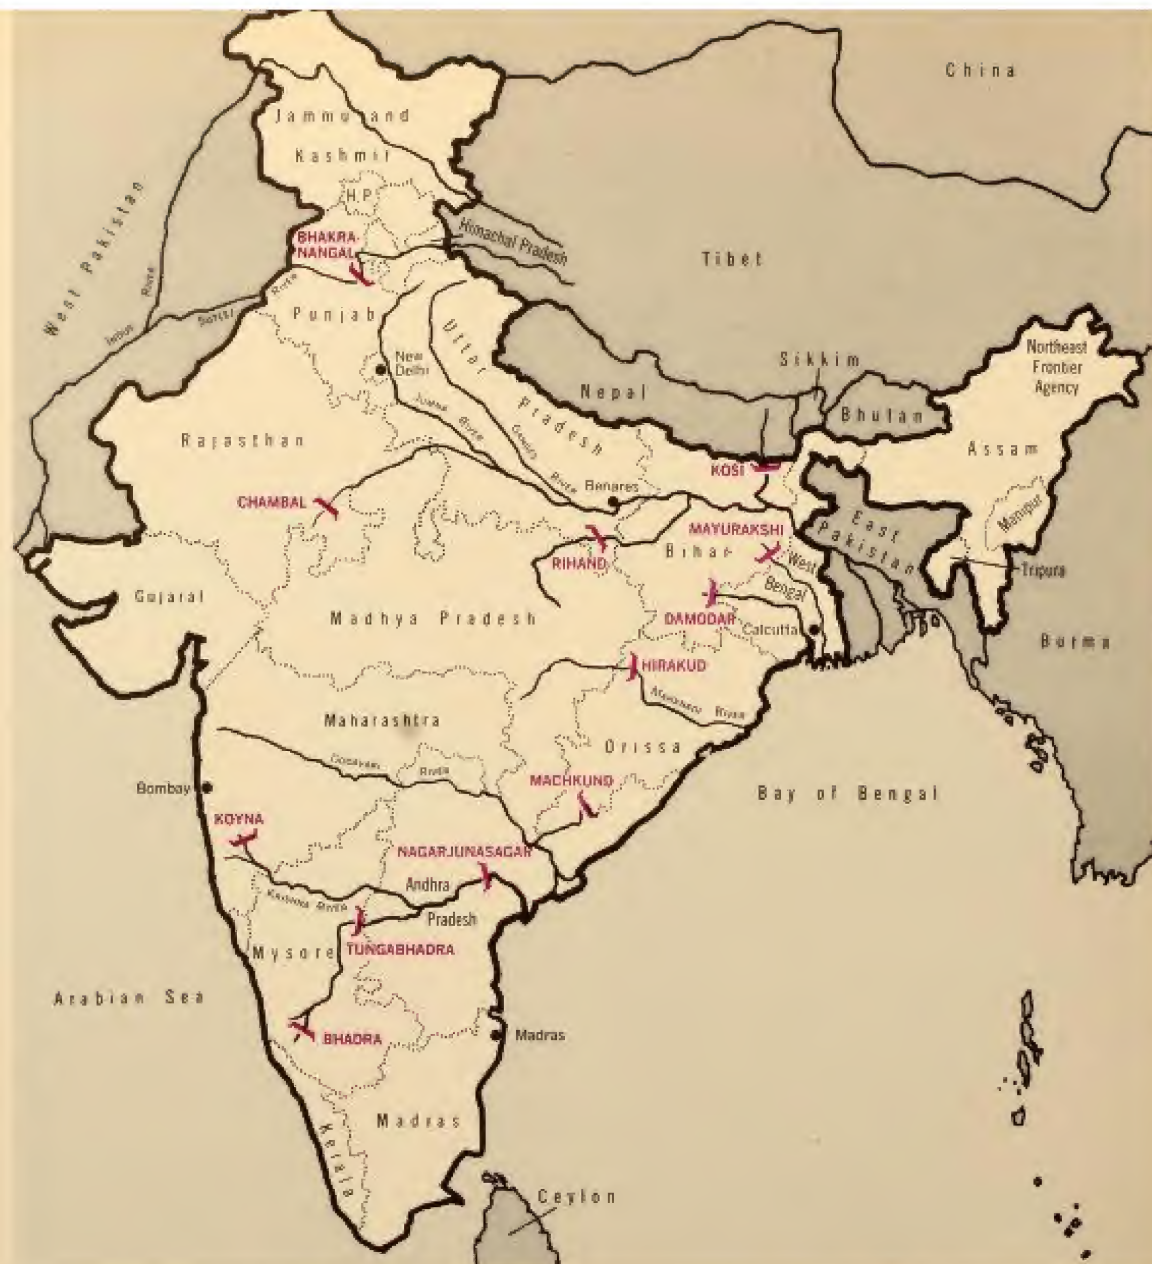 China
Jammu and
Kashmir
H.P.
West Pakistan
BHAKRA-
NANGAL
Himachal Pradesh
Tibet
River
River
Indus
Sutlej
Punjab
Uttar
Pradesh
New
Delhi
Northeast
Frontier
Agency
Sikkim
Nepal
Bhutan
Jumna River
Ganges
River
Rajasthan
Assam
KOSI
Benares
CHAMBAL
Manipur
East
Pakistan
MAYURAKSHI
Bihar
RIHAND
West
Bengal
Tripura
Gujarat
Madhya Pradesh
DAMODAR
Calcutta
Burma
HIRAKUD
Mahanadi River
Maharashtra
Orissa
Godavari
River
MACHKUND
Bombay
Bay of Bengal
KOYNA
NAGARJUNASAGAR
Andhra
Pradesh
Krishna River
Mysore
TUNGABHADRA
Arabian Sea
BHADRA
Madras
Madras
Kerala
Ceylon